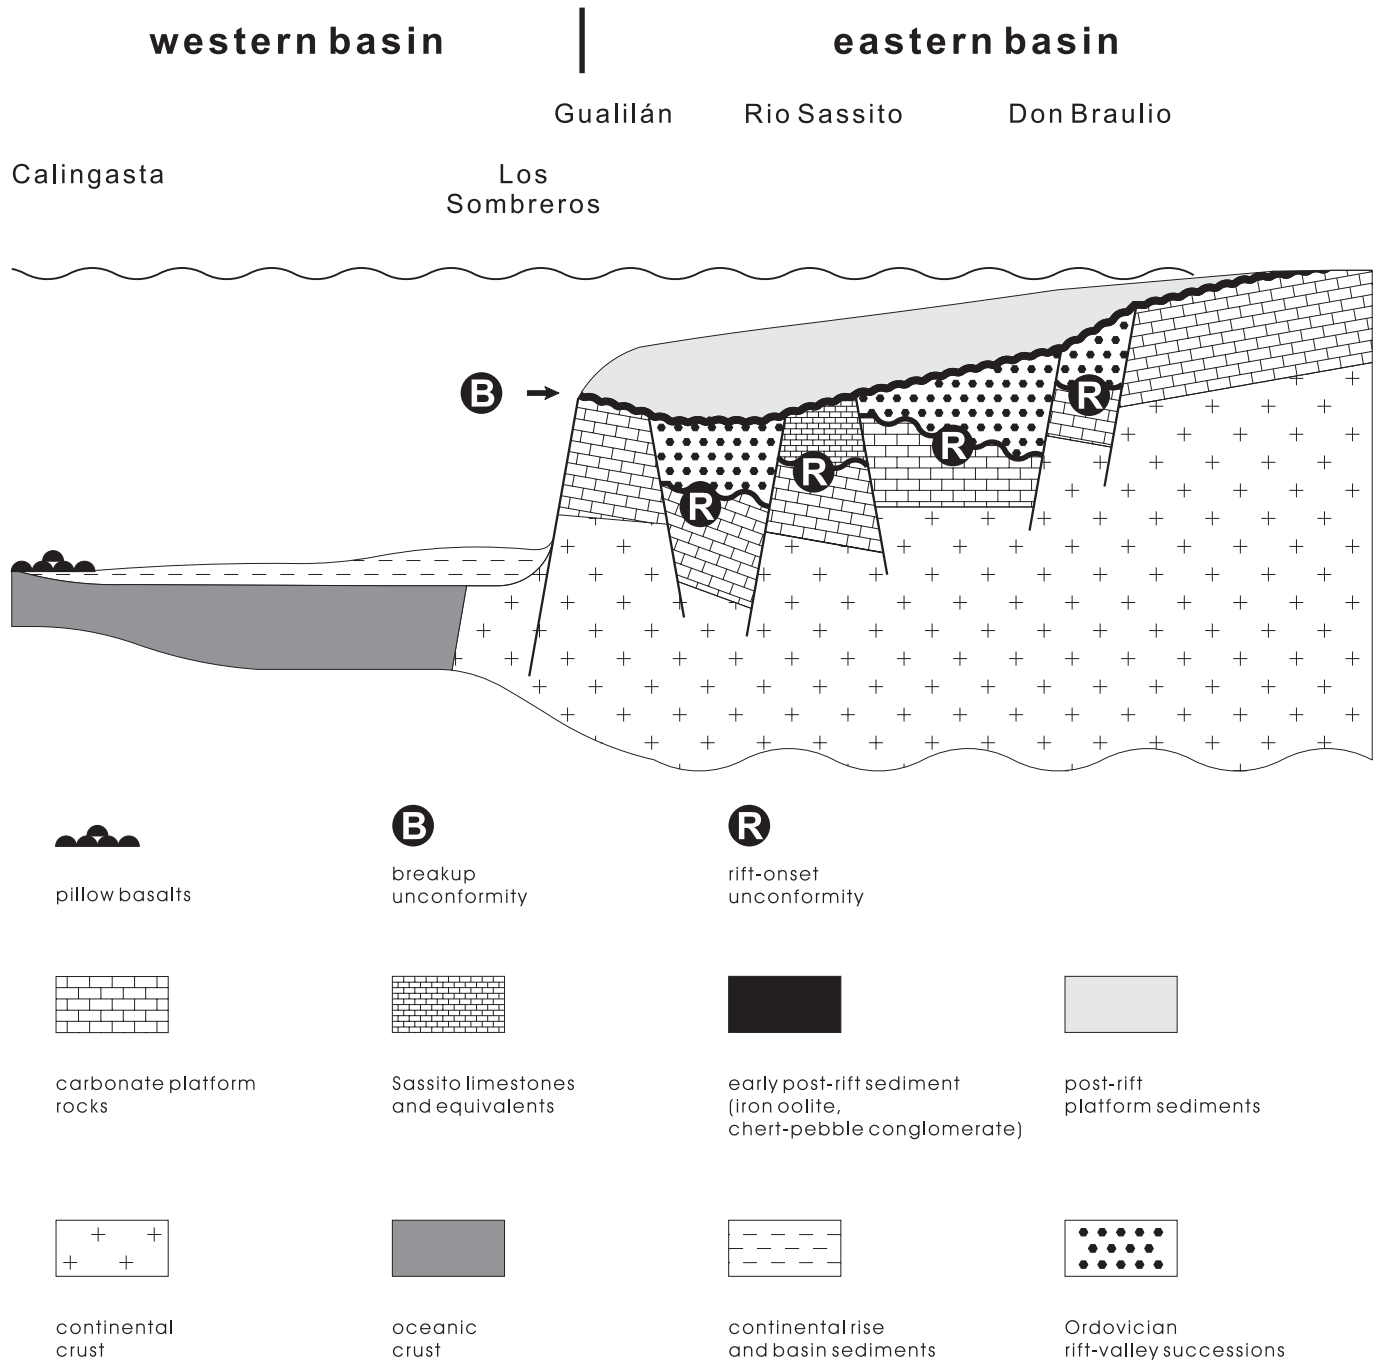 western basin
eastern basin
Gualilán
Rio Sassito
Don Braulio
Calingasta
Los
Sombreros
B
R
R
R
R
B
R
pillow basalts
breakup
unconformity
rift-onset
unconformity
carbonate platform
rocks
Sassito limestones
and equivalents
early post-rift sediment
(iron oolite,
chert-pebble conglomerate)
post-rift
platform sediments
continental
crust
oceanic
crust
continental rise
and basin sediments
Ordovician
rift-valley successions